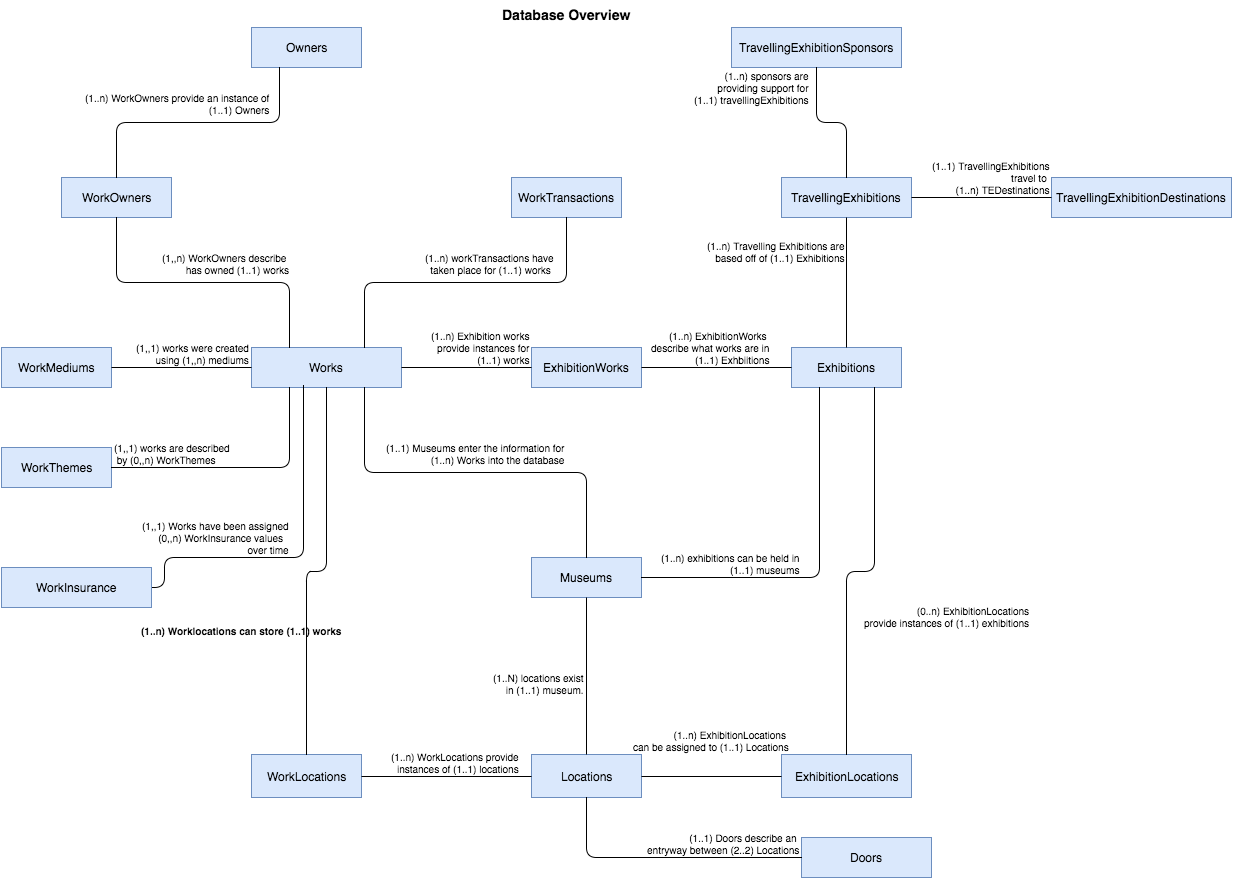 Database Overview
Owners
TravellingExhibitionSponsors
(1..n) WorkOwners provide an instance of
(1..1) Owners
(1..n) sponsors are
providing support for
(1..1) travellingExhibitions
WorkOwners
WorkTransactions
TravellingExhibitions
(1..1) TravellingExhibitions
travel to
(1..n) TEDestinations
TravellingExhibitionDestinations
(1,,n) WorkOwners describe
has owned (1..1) works
(1..n) workTransactions have
taken place for (1..1) works
(1..n) Travelling Exhibitions are
based off of (1..1) Exhibitions
WorkMediums
(1,,1) works were created
using (1,,n) mediums
Works
(1..n) Exhibition works
provide instances for
(1..1) works
ExhibitionWorks
(1..n) ExhibitionWorks
describe what works are in
(1..1) Exhbiitions
Exhibitions
WorkThemes
(1,,1) works are described
by (0,,n) WorkThemes
(1..1) Museums enter the information for
(1..n) Works into the database
(1,,1) Works have been assigned
(0,,n) WorkInsurance values
over time
WorkInsurance
Museums
(1..n) exhibitions can be held in
(1..1) museums
(0..n) ExhibitionLocations
provide instances of (1..1) exhibitions
(1..n) Worklocations can store (1..1) works
(1..N) locations exist
in (1..1) museum.
WorkLocations
(1..n) WorkLocations provide
instances of (1..1) locations
Locations
(1..n) ExhibitionLocations
can be assigned to (1..1) Locations
ExhibitionLocations
(1..1) Doors describe an
entryway between (2..2) Locations
Doors